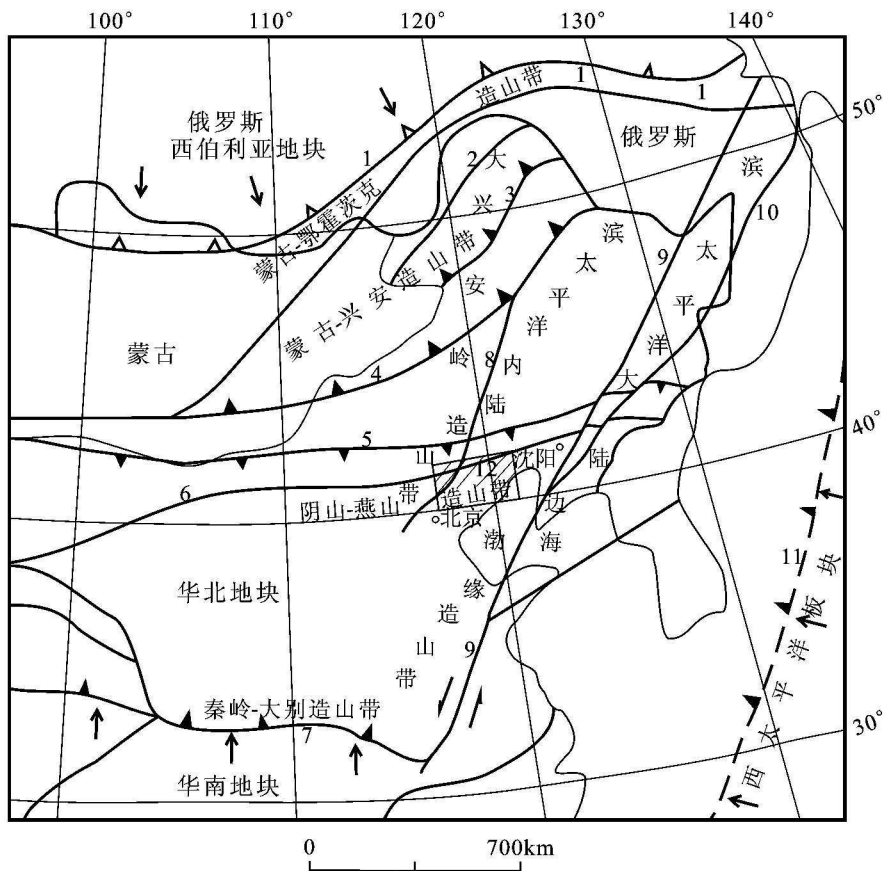 100°
110°
120°
130°
140°
50°
40°
30°
俄罗斯
西伯利亚地块
造山带
1
1
1
1
俄罗斯
蒙古-鄂霍茨克
2
3
大兴安岭
蒙古-兴安造山带
蒙古
4
5
6
8
9
10
滨太平洋内陆造山带
滨太平洋
大陆边缘造山带
沈阳
12
阴山-燕山
造山带
北京
渤海
华北地块
9
11
西太平洋板块
秦岭-大别造山带
7
华南地块
0
700km